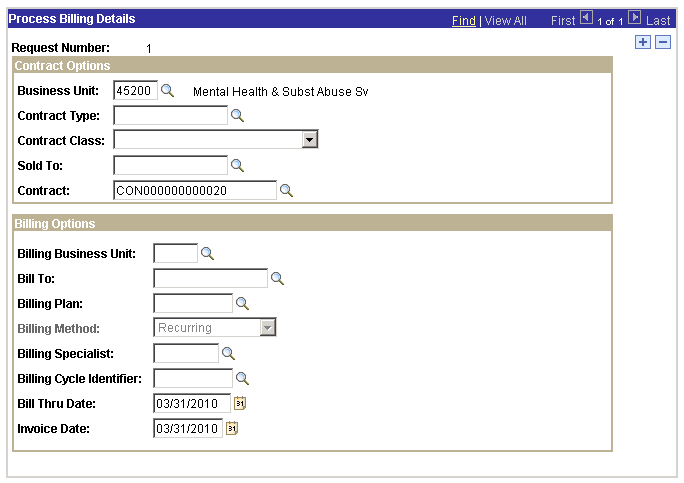 Process Billing Details Find | View All First 1 of 1 Last
Request Number: 1
Contract Options
Business Unit: 45200 Mental Health & Subst Abuse Sv
Contract Type:
Contract Class:
Sold To:
Contract: CON000000000020
Billing Options
Billing Business Unit:
Bill To:
Billing Plan:
Billing Method: Recurring
Billing Specialist:
Billing Cycle Identifier:
Bill Thru Date: 03/31/2010 31
Invoice Date: 03/31/2010 31